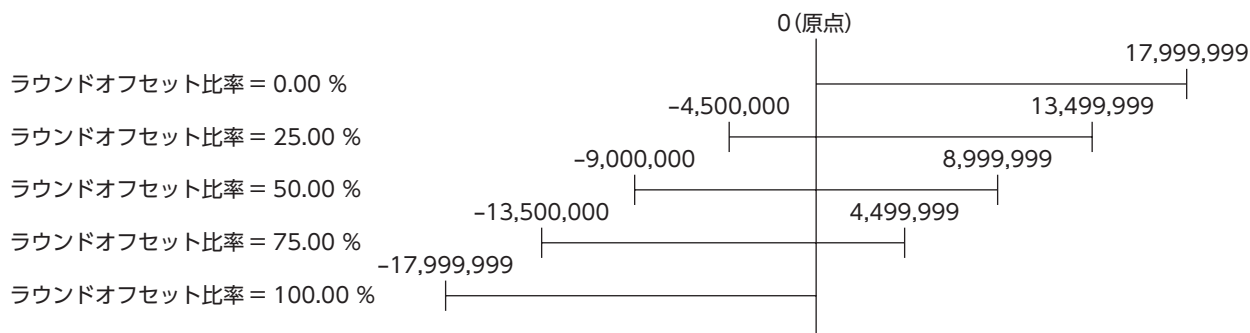 0（原点）
17,999,999
ラウンドオフセット比率 = 0.00 %
−4,500,000 13,499,999
ラウンドオフセット比率 = 25.00 %
−9,000,000 8,999,999
ラウンドオフセット比率 = 50.00 %
−13,500,000 4,499,999
ラウンドオフセット比率 = 75.00 %
−17,999,999
ラウンドオフセット比率 = 100.00 %